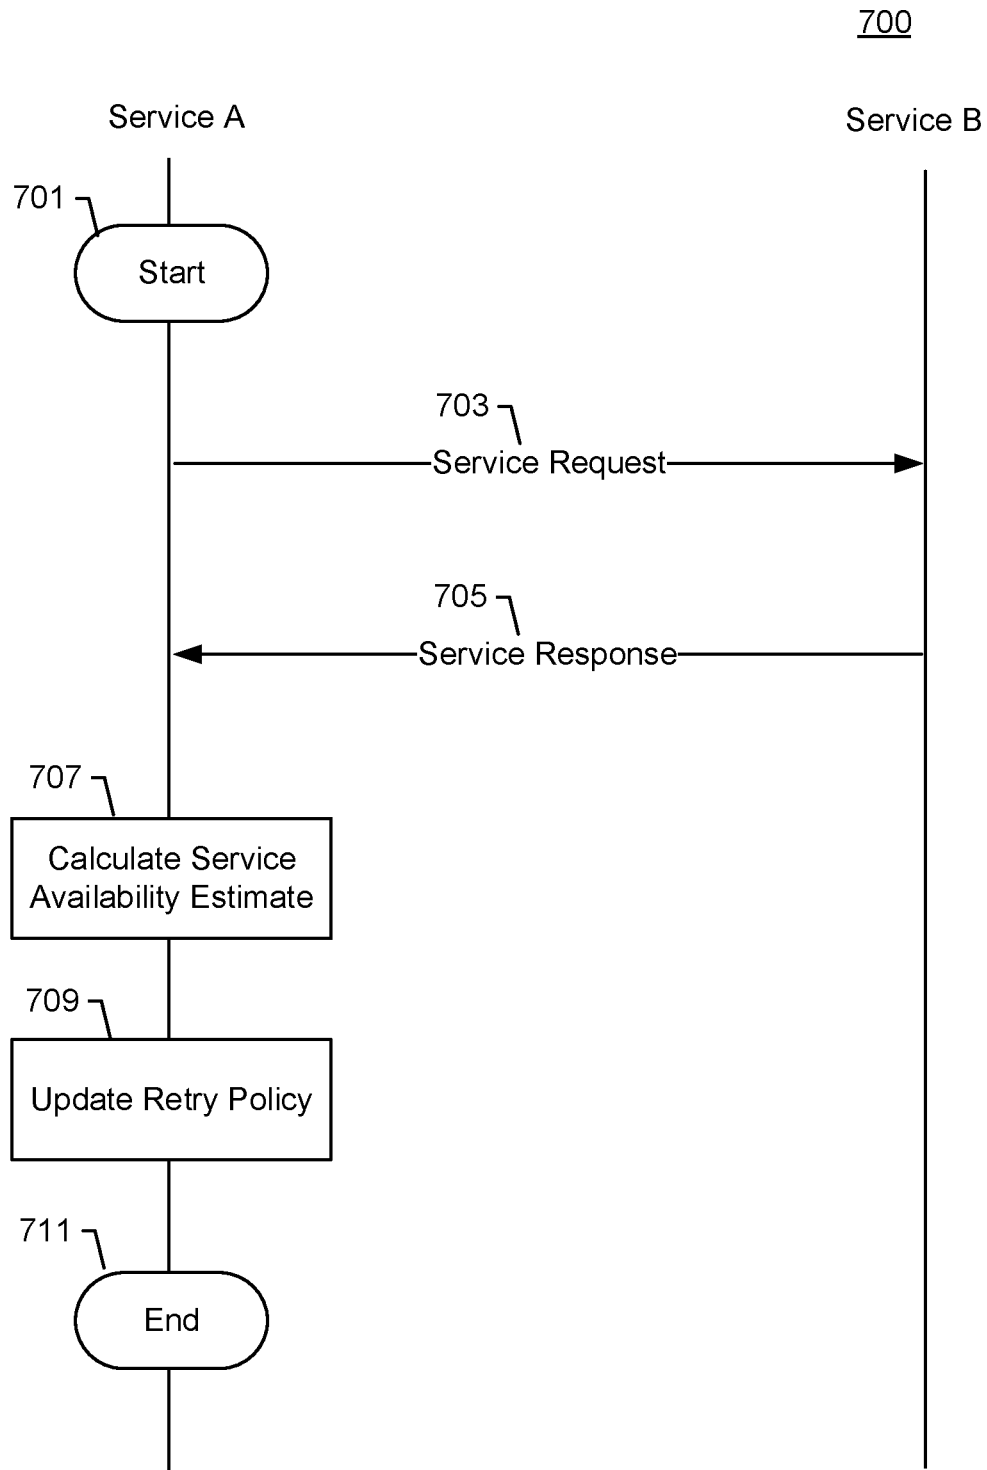 700
Service A
Service B
701
Start
703
Service Request
705
Service Response
707
Calculate Service
Availability Estimate
709
Update Retry Policy
711
End